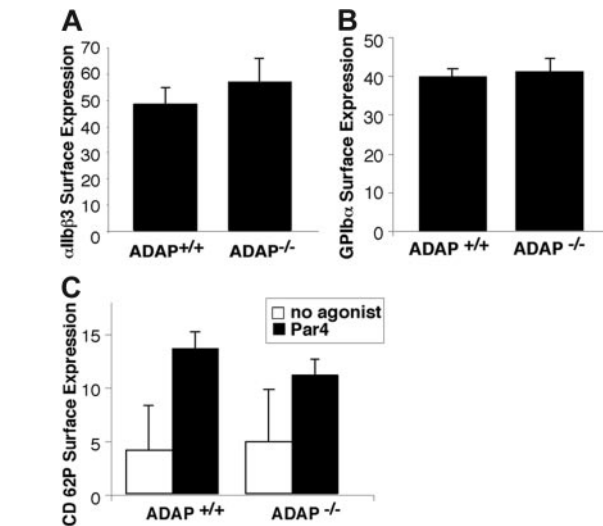 A
αIIbβ3 Surface Expression
70
60
50
40
30
20
10
0
ADAP+/+ ADAP-/-
B
GPIbα Surface Expression
50
40
30
20
10
0
ADAP +/+ ADAP -/-
C
CD 62P Surface Expression
15
10
5
0
no agonist
Par4
ADAP +/+ ADAP -/-